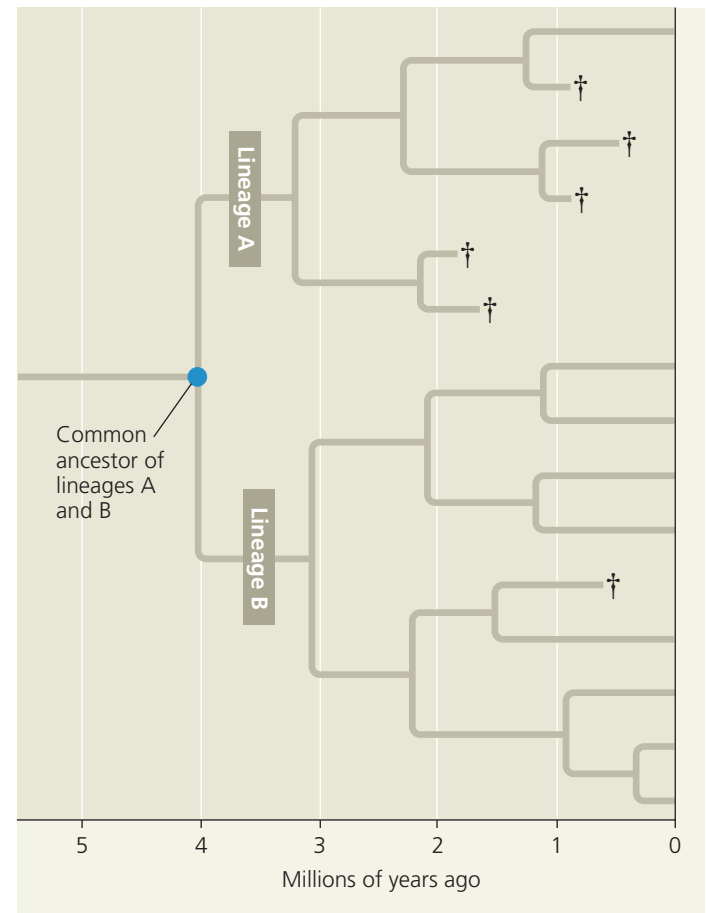 †
†
†
Lineage A
†
†
Common
ancestor of
lineages A
and B
Lineage B
†
5 4 3 2 1 0
Millions of years ago